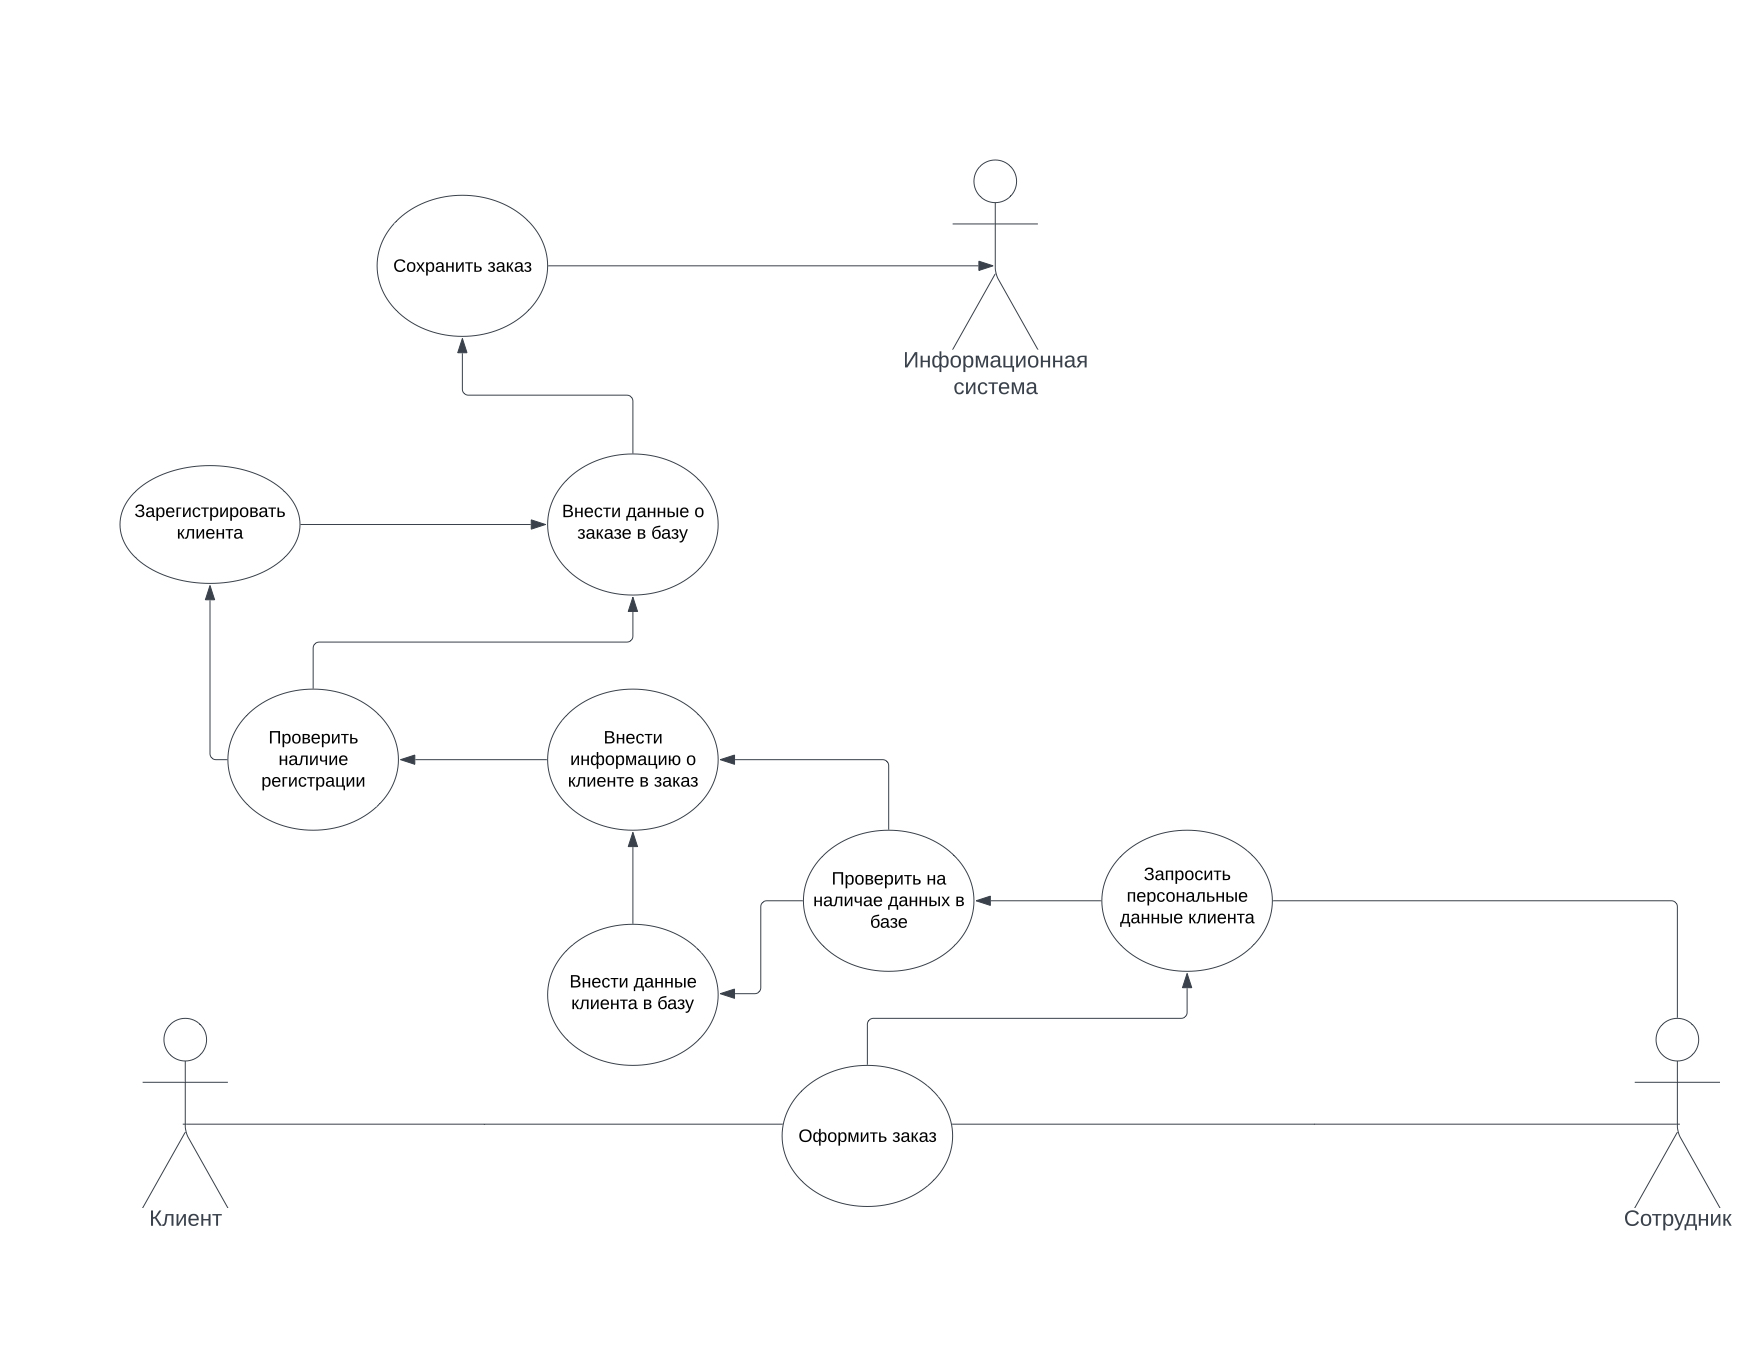 Сохранить заказ
Информационная
система
Зарегистрировать
клиента
Внести данные о
заказе в базу
Проверить
наличие
регистрации
Внести
информацию о
клиенте в заказ
Проверить на
наличае данных в
базе
Запросить
персональные
данные клиента
Внести данные
клиента в базу
Оформить заказ
Клиент
Сотрудник